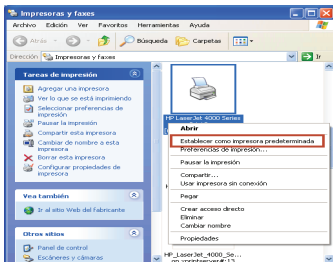 Impresoras y faxes
Archivo Edición Ver Favoritos Herramientas Ayuda
Atrás Búsqueda Carpetas
Dirección Impresoras y faxes Ir
Tareas de impresión
Agregar una impresora
Ver lo que se está imprimiendo
Seleccionar preferencias de
impresión
Pausar la impresión
Compartir esta impresora
Cambiar de nombre a esta
impresora
Borrar esta impresora
Configurar propiedades de
impresora
Vea también
Ir al sitio Web del fabricante
Otros sitios
Panel de control
Escáneres y cámaras
HP LaserJet 4000 Series
Abrir
Establecer como impresora predeterminada
Preferencias de impresión...
Pausar la impresión
Compartir...
Usar impresora sin conexión
Pegar
Crear acceso directo
Eliminar
Cambiar nombre
Propiedades
HP_LaserJet_4000_Se...